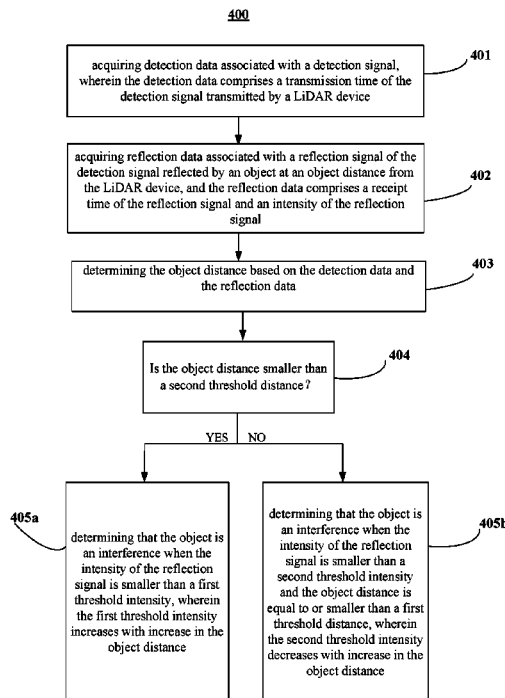 400
acquiring detection data associated with a detection signal,
wherein the detection data comprises a transmission time of the
detection signal transmitted by a LiDAR device
401
acquiring reflection data associated with a reflection signal of the
detection signal reflected by an object at an object distance from
the LiDAR device, and the reflection data comprises a receipt
time of the reflection signal and an intensity of the reflection
signal
402
determining the object distance based on the detection data and
the reflection data
403
Is the object distance smaller than
a second threshold distance?
404
YES NO
405a
determining that the object is
an interference when the
intensity of the reflection
signal is smaller than a first
threshold intensity, wherein
the first threshold intensity
increases with increase in the
object distance
determining that the object is
an interference when the
intensity of the reflection
signal is smaller than a
second threshold intensity
and the object distance is
equal to or smaller than a first
threshold distance, wherein
the second threshold intensity
decreases with increase in the
object distance
405b